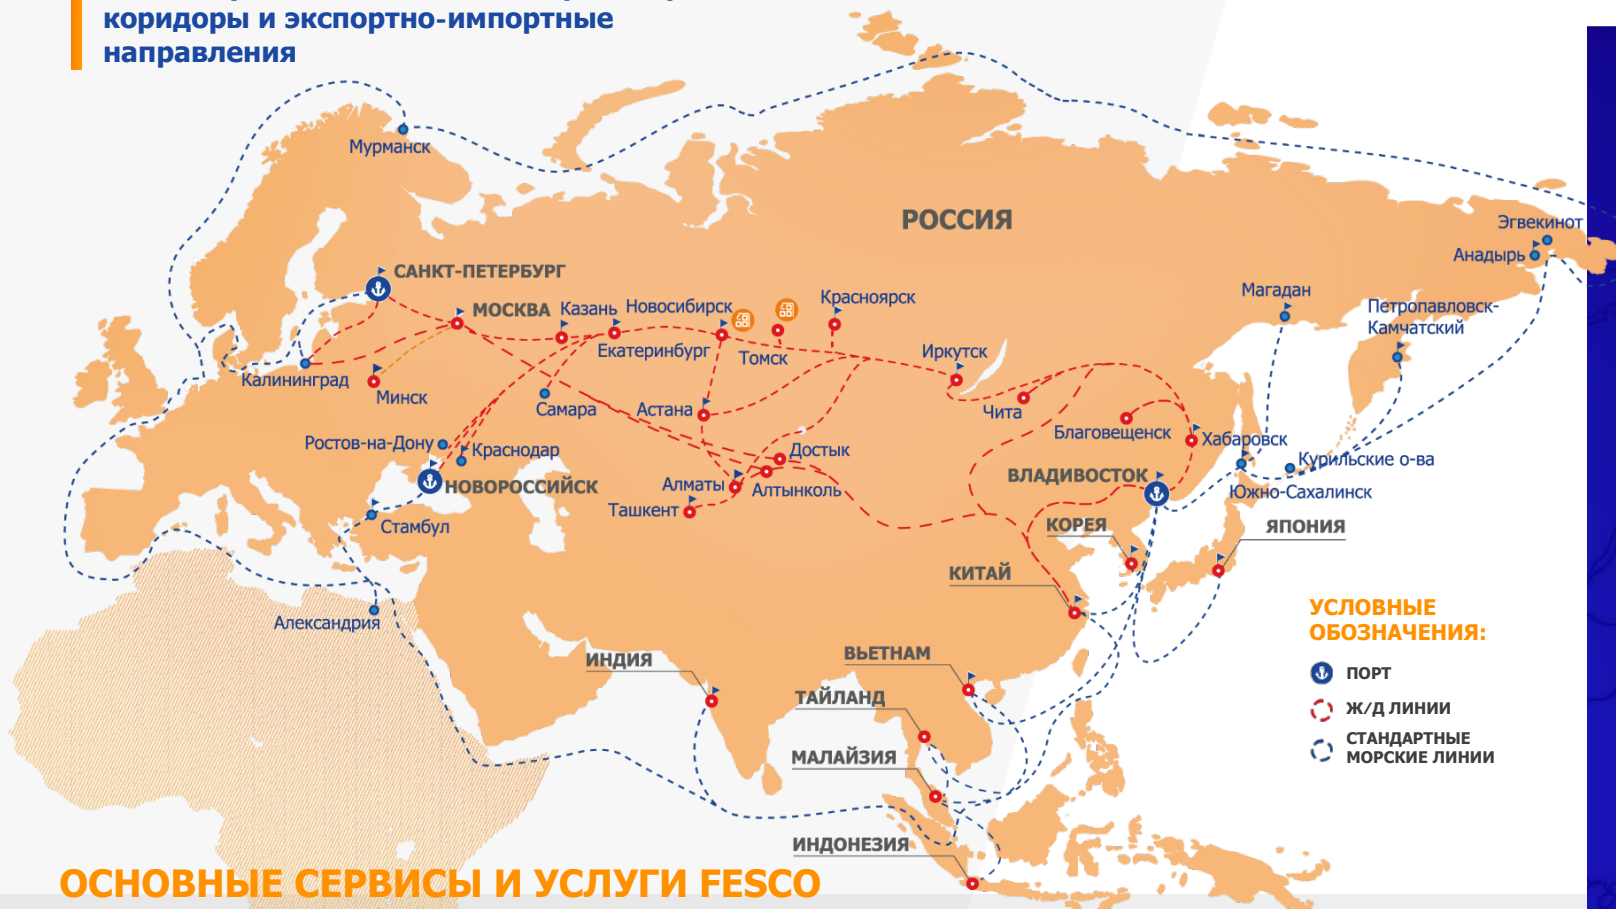 коридоры и экспортно-импортные
направления
Мурманск
РОССИЯ
Эгвекинот
Анадырь
САНКТ-ПЕТЕРБУРГ
Магадан
Петропавловск-
Камчатский
МОСКВА
Казань
Новосибирск
Красноярск
Екатеринбург
Томск
Иркутск
Калининград
Минск
Самара
Астана
Чита
Благовещенск
Хабаровск
Ростов-на-Дону
Краснодар
Достык
Курильские о-ва
НОВОРОССИЙСК
Алматы
Алтынколь
ВЛАДИВОСТОК
Южно-Сахалинск
Ташкент
Стамбул
КОРЕЯ
ЯПОНИЯ
КИТАЙ
Александрия
УСЛОВНЫЕ
ОБОЗНАЧЕНИЯ:
ПОРТ
Ж/Д ЛИНИИ
СТАНДАРТНЫЕ
МОРСКИЕ ЛИНИИ
ИНДИЯ
ВЬЕТНАМ
ТАЙЛАНД
МАЛАЙЗИЯ
ИНДОНЕЗИЯ
ОСНОВНЫЕ СЕРВИСЫ И УСЛУГИ FESCO